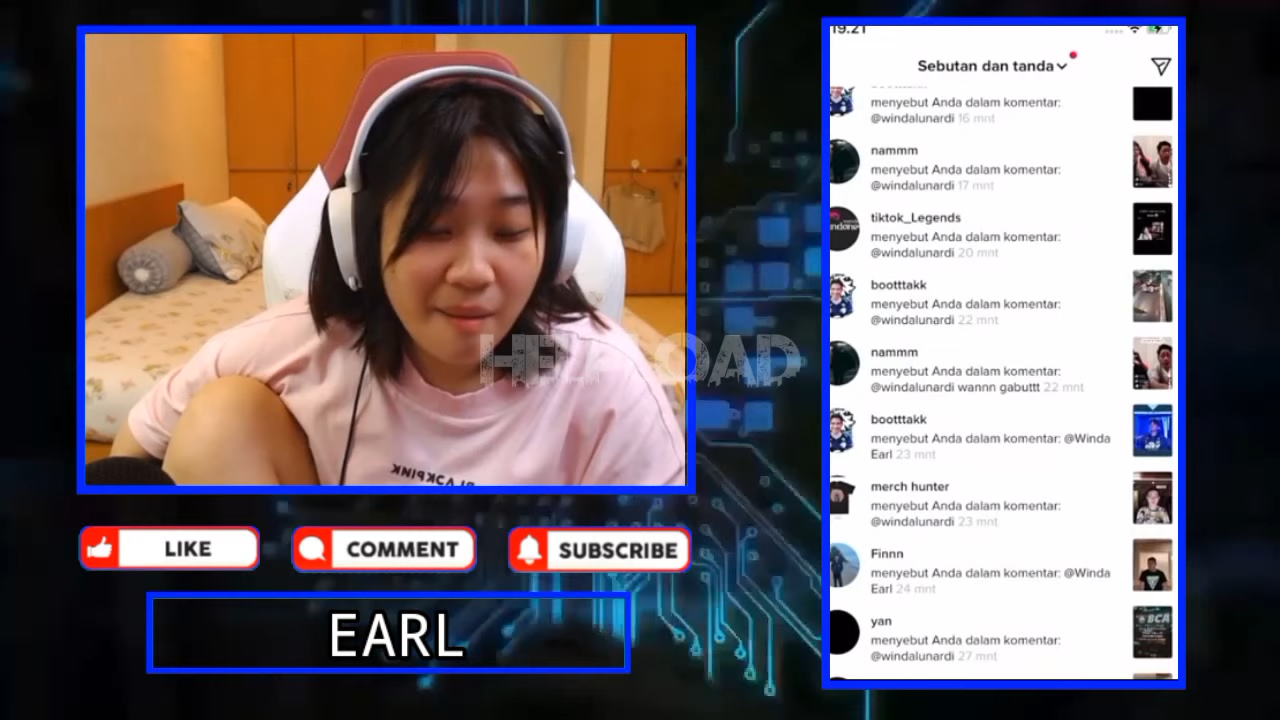 19.21
Sebutan dan tanda
menyebut Anda dalam komentar:
@windalunardi 16 mnt
nammm
menyebut Anda dalam komentar:
@windalunardi 17 mnt
tiktok_Legends
menyebut Anda dalam komentar:
@windalunardi 20 mnt
bootttakk
menyebut Anda dalam komentar:
@windalunardi 22 mnt
nammm
menyebut Anda dalam komentar:
@windalunardi wannn gabuttt 22 mnt
bootttakk
menyebut Anda dalam komentar: @Winda
Earl 23 mnt
merch hunter
menyebut Anda dalam komentar:
@windalunardi 23 mnt
Finnn
menyebut Anda dalam komentar: @Winda
Earl 24 mnt
yan
menyebut Anda dalam komentar:
@windalunardi 27 mnt
BCA
LIKE
COMMENT
SUBSCRIBE
EARL